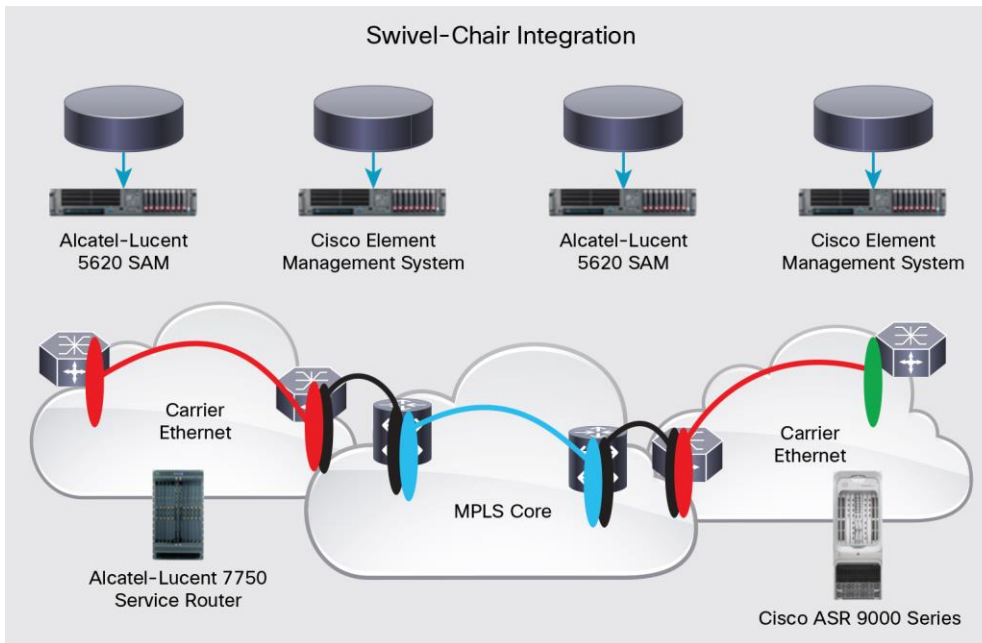 Swivel-Chair Integration
Alcatel-Lucent
5620 SAM
Cisco Element
Management System
Alcatel-Lucent
5620 SAM
Cisco Element
Management System
Carrier
Ethernet
MPLS Core
Carrier
Ethernet
Alcatel-Lucent 7750
Service Router
Cisco ASR 9000 Series